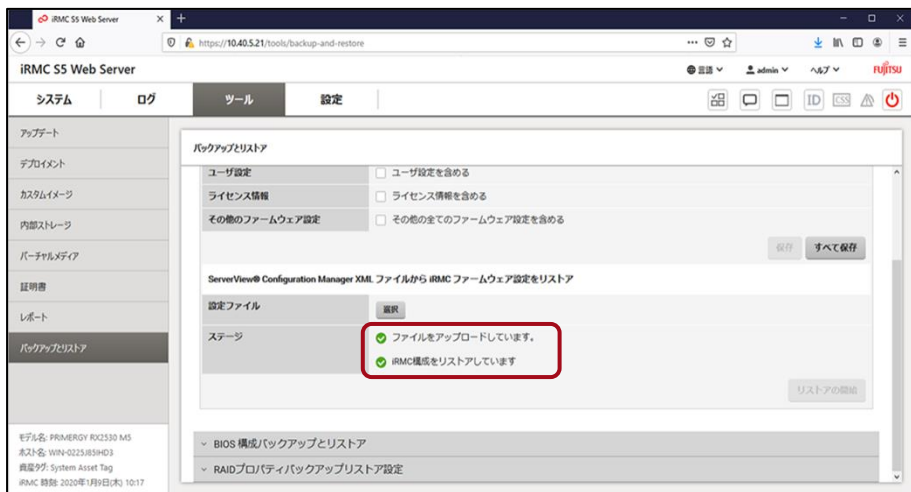 iRMC S5 Web Server
https://10.40.5.21/tools/backup-and-restore
iRMC S5 Web Server
言語 admin ヘルプ FUJITSU
システム ログ ツール 設定
ID CSS
アップデート
デプロイメント
カスタムイメージ
内部ストレージ
バーチャルメディア
証明書
レポート
バックアップとリストア
モデル名: PRIMERGY RX2530 M5
ホスト名: WIN-0225J85IHD3
資産タグ: System Asset Tag
iRMC 時刻: 2020年1月9日(木) 10:17
バックアップとリストア
ユーザ設定 ユーザ設定を含める
ライセンス情報 ライセンス情報を含める
その他のファームウェア設定 その他の全てのファームウェア設定を含める
保存 すべて保存
ServerView® Configuration Manager XML ファイルから iRMC ファームウェア設定をリストア
設定ファイル 選択
ステージ ファイルをアップロードしています。
iRMC構成をリストアしています
リストアの開始
BIOS 構成バックアップとリストア
RAIDプロパティバックアップリストア設定